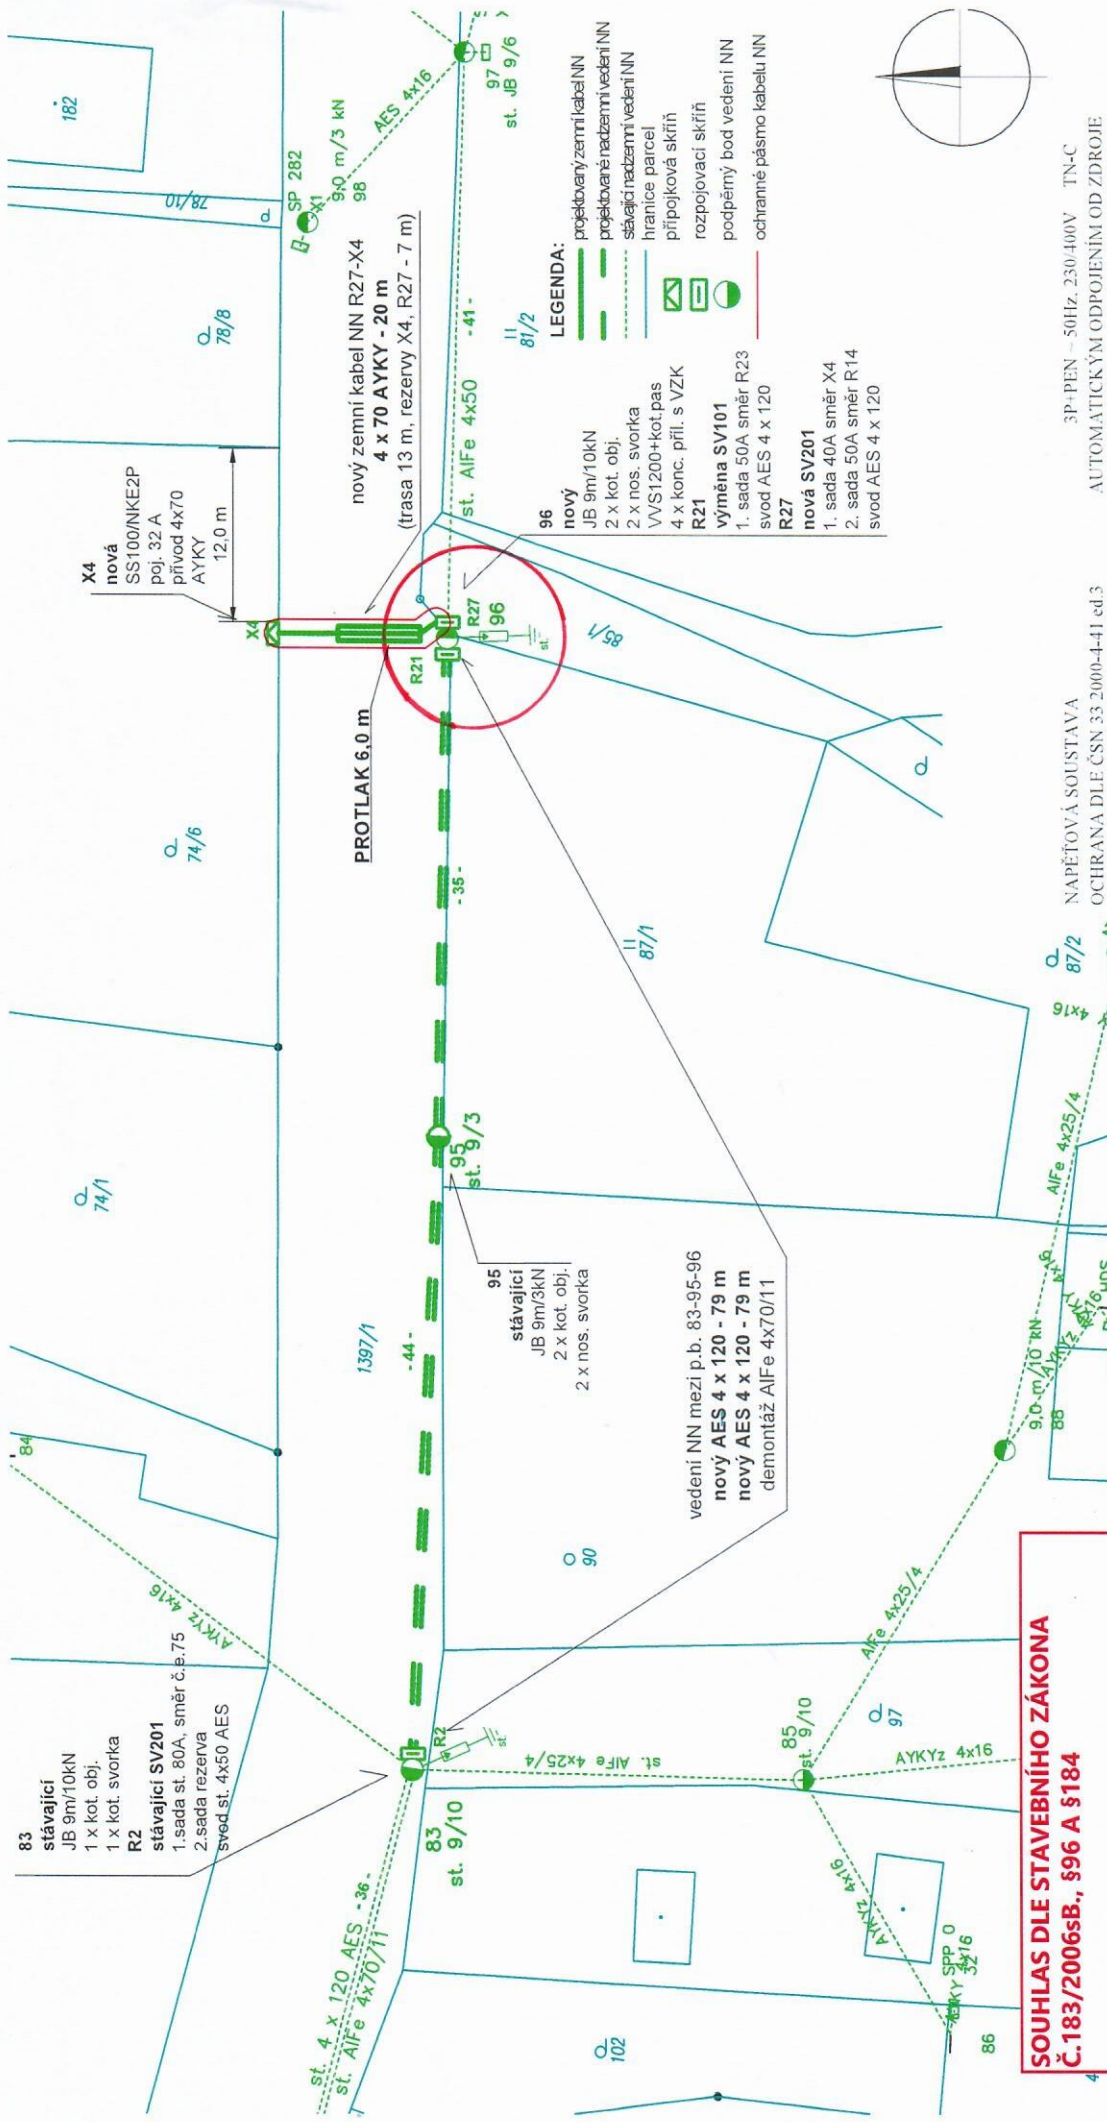 83
stávající
JB 9m/10kN
1 x kot. obj.
1 x kot. svorka
R2
stávající SV201
1.sada st. 80A, směr č.e.75
2.sada rezerva
svod st. 4x50 AES
84
AYKYz 4x16
74/1
74/6
78/8
78/10
182
X4
nová
SS100/NKE2P
poj. 32 A
přívod 4x70
AYKY
12,0 m
X4
SP 282
X1
9,0 m/3 kN
98
AES 4x16
97
st. JB 9/6
nový zemní kabel NN R27-X4
4 x 70 AYKY - 20 m
(trasa 13 m, rezervy X4, R27 - 7 m)
PROTLAK 6,0 m
st. 4 x 120 AES
- 36 -
st. AlFe 4x70/11
83
st. 9/10
R2
st.
1397/1
- 44 -
95
st. 9/3
- 35 -
R21
R27
96
st.
st. AlFe 4x50
- 41 -
81/2
85/1
95
stávající
JB 9m/3kN
2 x kot. obj.
2 x nos. svorka
96
nový
JB 9m/10kN
2 x kot. obj.
2 x nos. svorka
VVS1200+kot.pas
4 x konc. příl. s VZK
R21
výměna SV101
1. sada 50A směr R23
svod AES 4 x 120
R27
nová SV201
1. sada 40A směr X4
2. sada 50A směr R14
svod AES 4 x 120
LEGENDA:
projektovaný zemní kabel NN
projektované nadzemní vedení NN
stávající nadzemní vedení NN
hranice parcel
přípojková skříň
rozpojovací skříň
podpěrný bod vedení NN
ochranné pásmo kabelu NN
vedení NN mezi p.b. 83-95-96
nový AES 4 x 120 - 79 m
nový AES 4 x 120 - 79 m
demontáž AlFe 4x70/11
90
87/1
87/2
4x16
st. AlFe 4x25/4
85
st. 9/10
AlFe 4x25/4
AlFe 4x25/4
97
AYKYz 4x16
AYKYz 4x16
9,0 m/10 kN
88
102
86
NAPĚŤOVÁ SOUSTAVA
3P+PEN ~ 50Hz, 230/400V TN-C
OCHRANA DLE ČSN 33 2000-4-41 ed.3
AUTOMATICKÝM ODPOJENÍM OD ZDROJE
SOUHLAS DLE STAVEBNÍHO ZÁKONA
Č.183/2006sB., §96 A §184